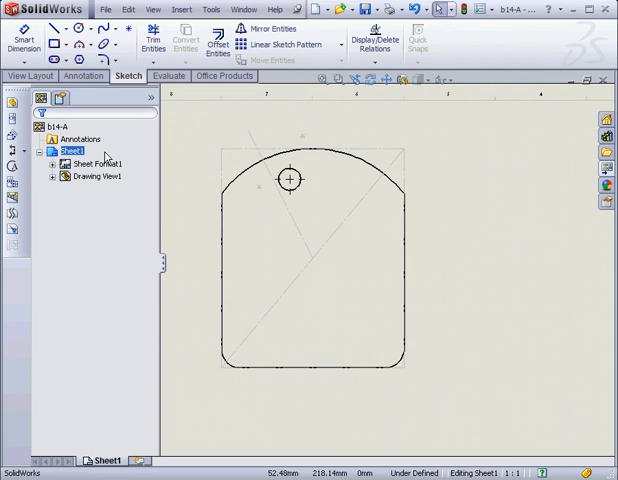 SolidWorks
File Edit View Insert Tools Window Help
b14-A - ...
Smart Dimension
Trim Entities
Convert Entities
Offset Entities
Mirror Entities
Linear Sketch Pattern
Move Entities
Display/Delete Relations
Quick Snaps
View Layout Annotation Sketch Evaluate Office Products
8 7 6 5 4
b14-A
Annotations
Sheet1
Sheet Format1
Drawing View1
Sheet1
SolidWorks 52.48mm 218.14mm 0mm Under Defined Editing Sheet1 1 : 1